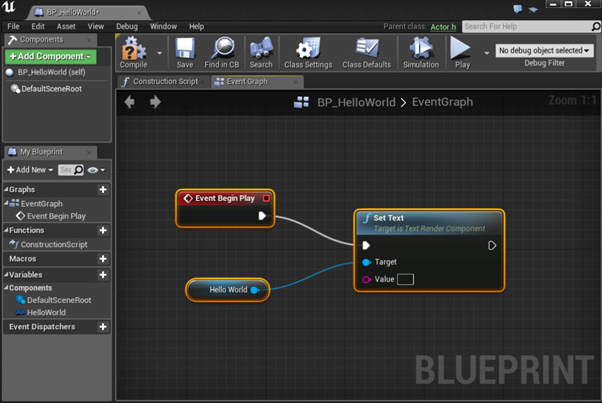 BP_HelloWorld*
File Edit Asset View Debug Window Help
Parent class: Actor.h
Search For Help
Components
+Add Component
BP_HelloWorld (self)
DefaultSceneRoot
My Blueprint
+Add New
Sea
Graphs
EventGraph
Event Begin Play
Functions
ConstructionScript
Macros
Variables
Components
DefaultSceneRoot
HelloWorld
Event Dispatchers
Compile
Save
Find in CB
Search
Class Settings
Class Defaults
Simulation
Play
No debug object selected
Debug Filter
Construction Script
Event Graph
BP_HelloWorld > EventGraph
Zoom 1:1
Event Begin Play
Hello World
f Set Text
Target is Text Render Component
Target
Value
BLUEPRINT